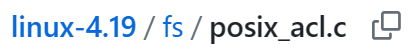 linux-4.19 / fs / posix_acl.c